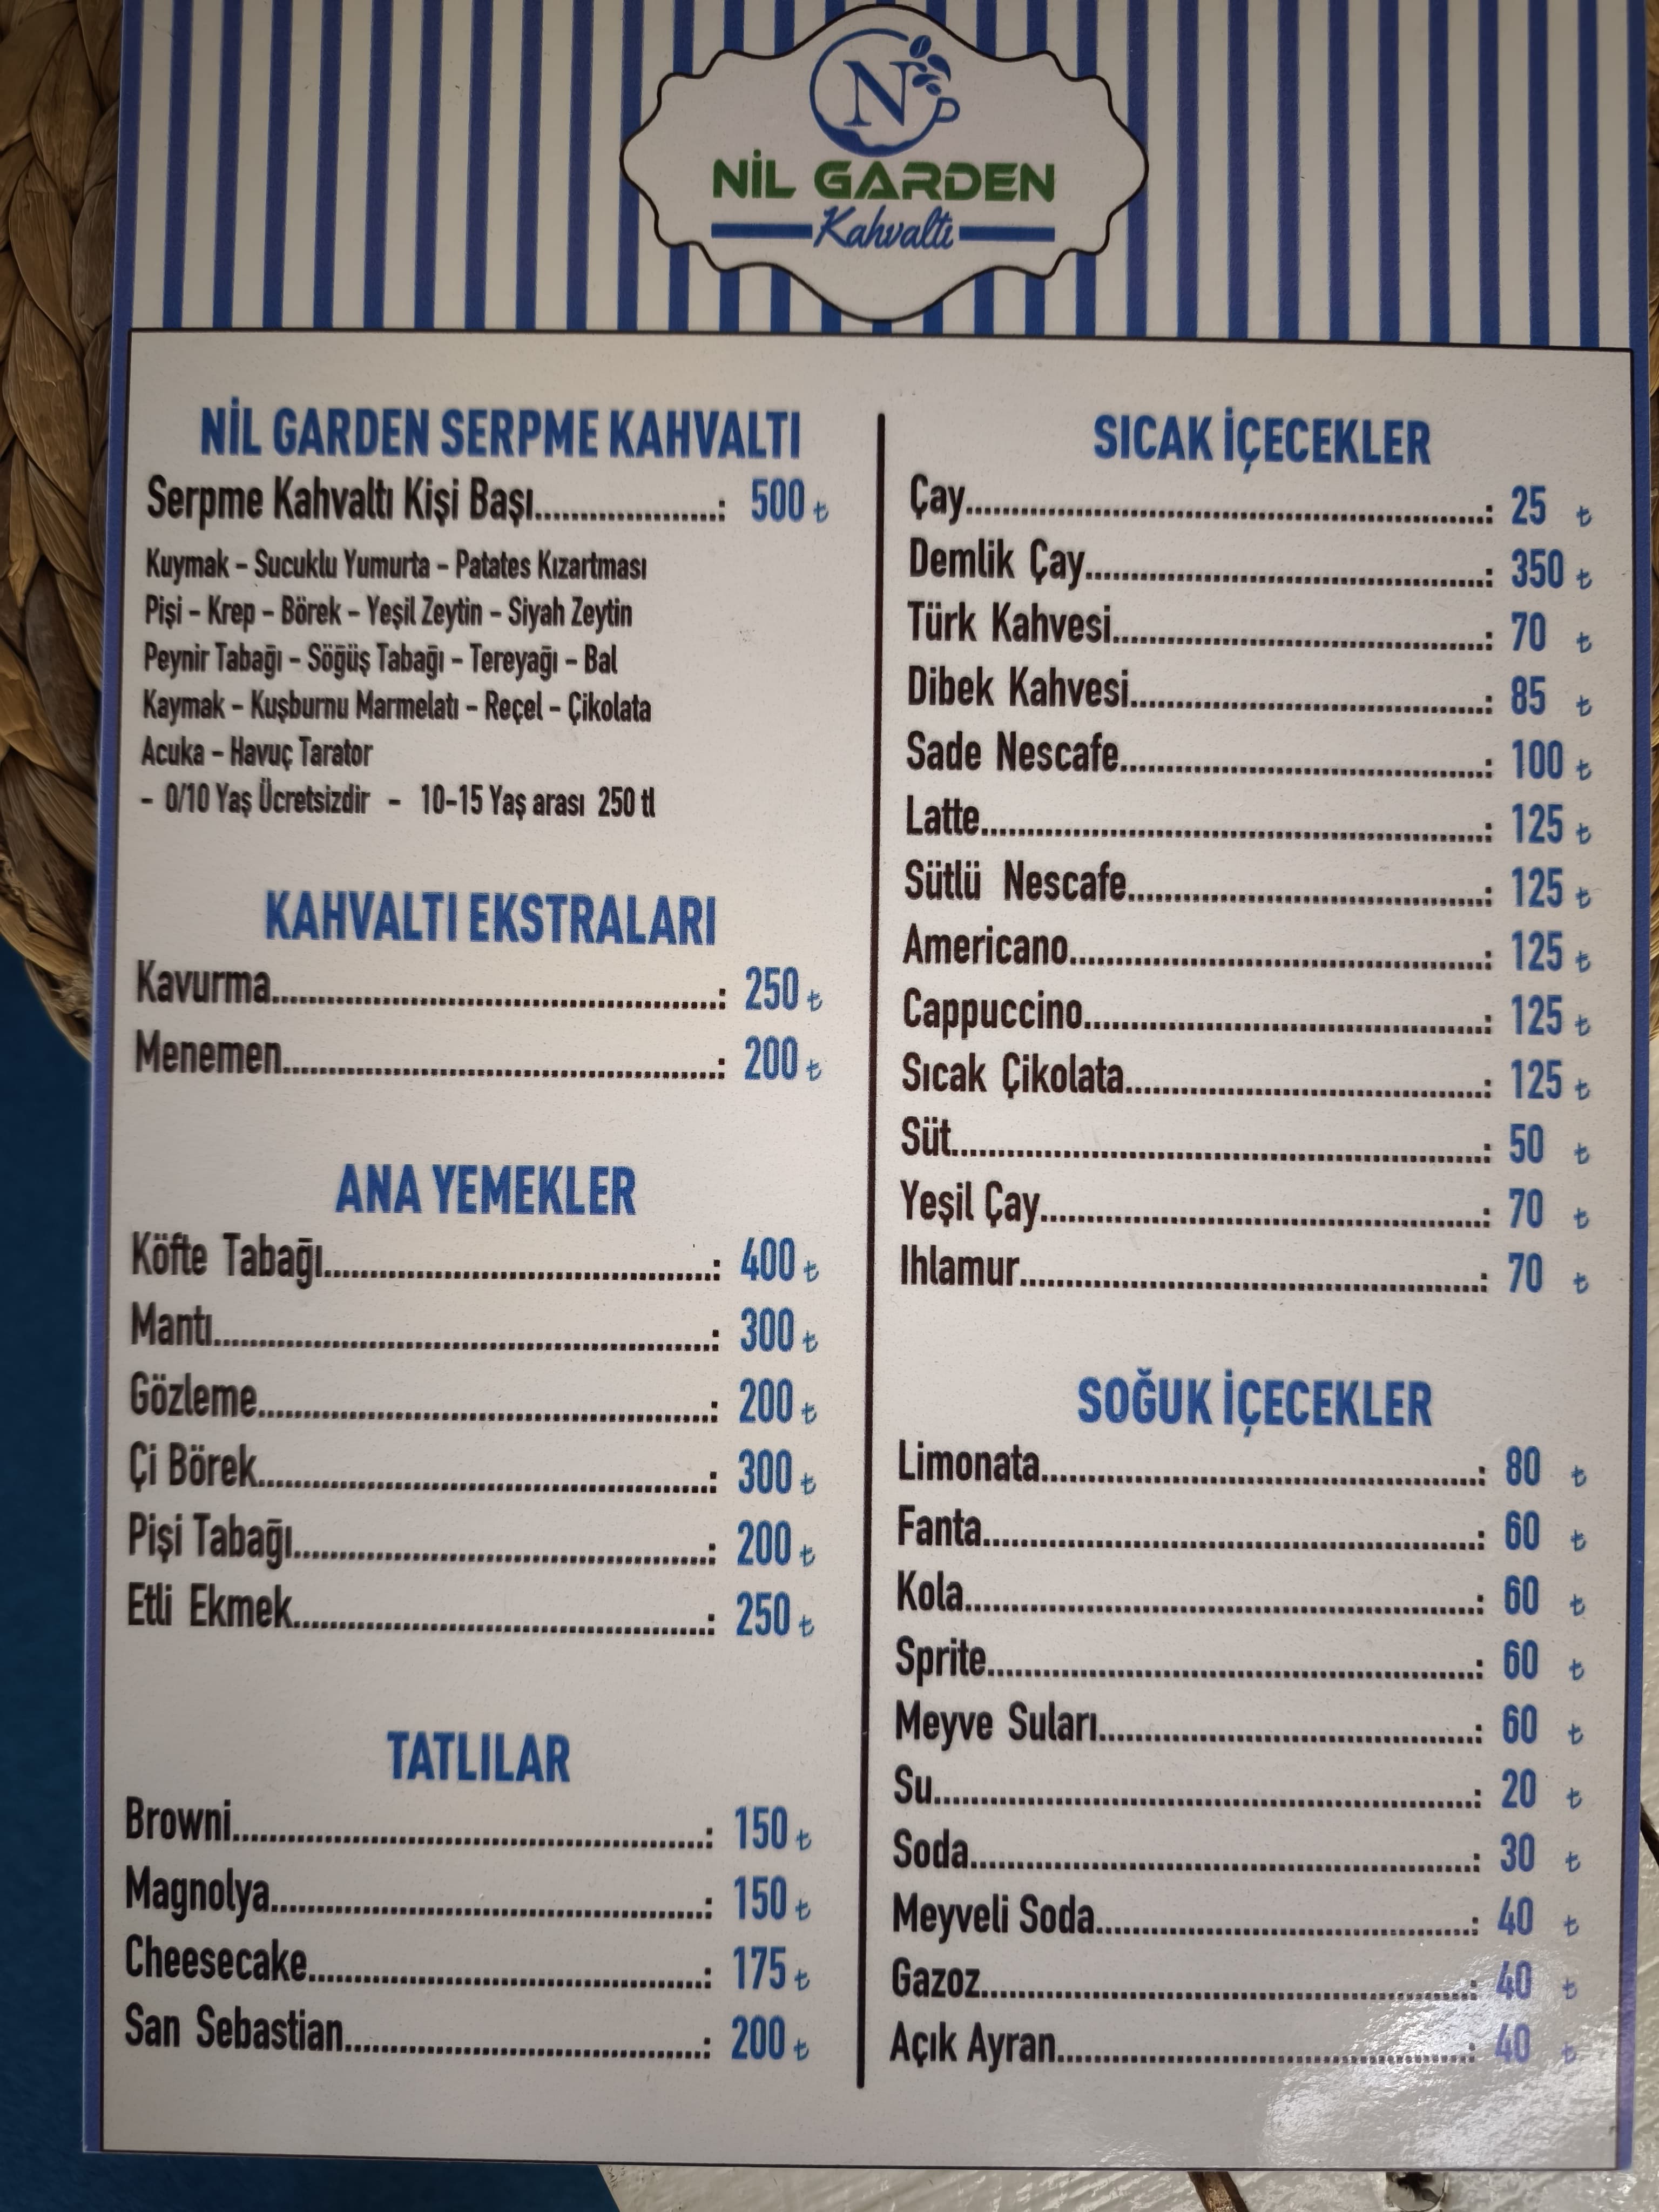 N
NİL GARDEN
Kahvaltı
NİL GARDEN SERPME KAHVALTI
Serpme Kahvaltı Kişi Başı....................: 500 ₺
Kuymak – Sucuklu Yumurta – Patates Kızartması
Pişi – Krep – Börek – Yeşil Zeytin – Siyah Zeytin
Peynir Tabağı – Söğüş Tabağı – Tereyağı – Bal
Kaymak – Kuşburnu Marmelatı – Reçel – Çikolata
Acuka – Havuç Tarator
- 0/10 Yaş Ücretsizdir - 10-15 Yaş arası 250 tl
KAHVALTI EKSTRALARI
Kavurma....................: 250 ₺
Menemen....................: 200 ₺
ANA YEMEKLER
Köfte Tabağı....................: 400 ₺
Mantı....................: 300 ₺
Gözleme....................: 200 ₺
Çi Börek....................: 300 ₺
Pişi Tabağı....................: 200 ₺
Etli Ekmek....................: 250 ₺
TATLILAR
Browni....................: 150 ₺
Magnolya....................: 150 ₺
Cheesecake....................: 175 ₺
San Sebastian....................: 200 ₺
SICAK İÇECEKLER
Çay....................: 25 ₺
Demlik Çay....................: 350 ₺
Türk Kahvesi....................: 70 ₺
Dibek Kahvesi....................: 85 ₺
Sade Nescafe....................: 100 ₺
Latte....................: 125 ₺
Sütlü Nescafe....................: 125 ₺
Americano....................: 125 ₺
Cappuccino....................: 125 ₺
Sıcak Çikolata....................: 125 ₺
Süt....................: 50 ₺
Yeşil Çay....................: 70 ₺
Ihlamur....................: 70 ₺
SOĞUK İÇECEKLER
Limonata....................: 80 ₺
Fanta....................: 60 ₺
Kola....................: 60 ₺
Sprite....................: 60 ₺
Meyve Suları....................: 60 ₺
Su....................: 20 ₺
Soda....................: 30 ₺
Meyveli Soda....................: 40 ₺
Gazoz....................: 40 ₺
Açık Ayran....................: 40 ₺